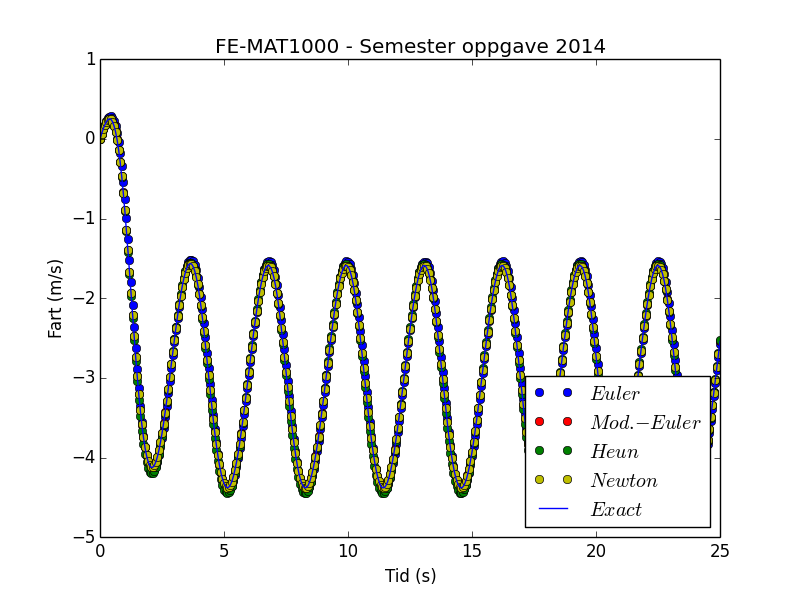 FE-MAT1000 - Semester oppgave 2014
1
0
−1
−2
−3
−4
−5
Fart (m/s)
0 5 10 15 20 25
Tid (s)
Euler
Mod.−Euler
Heun
Newton
Exact